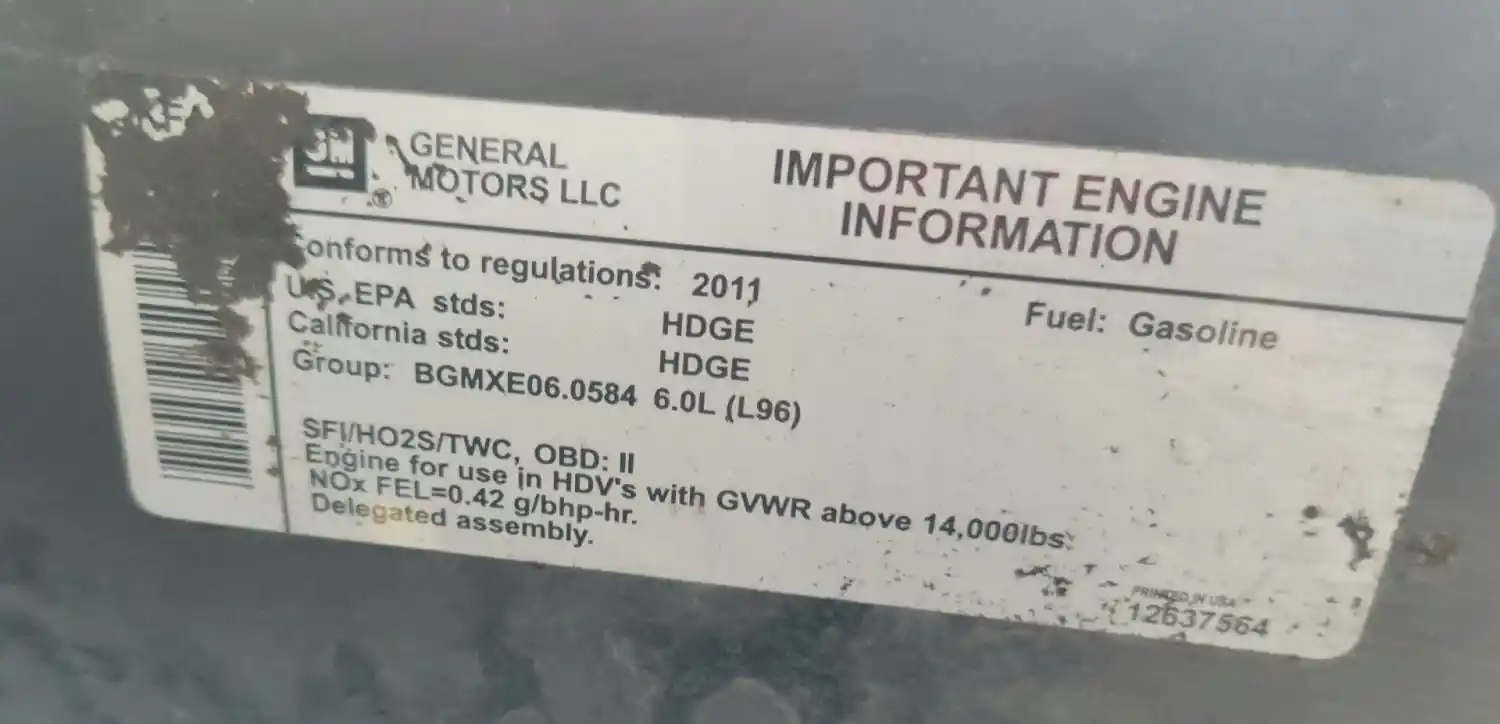 GM
GENERAL
MOTORS LLC
IMPORTANT ENGINE
INFORMATION
Conforms to regulations: 2011
U.S. EPA stds: HDGE
California stds: HDGE
Fuel: Gasoline
Group: BGMXE06.0584 6.0L (L96)
SFI/HO2S/TWC, OBD: II
Engine for use in HDV's with GVWR above 14,000lbs.
NOx FEL=0.42 g/bhp-hr.
Delegated assembly.
PRINTED IN USA
12637564